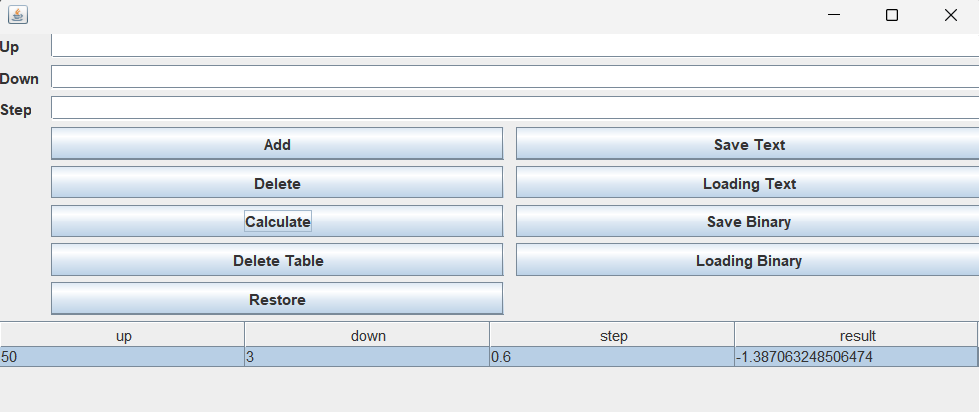 Up
Down
Step
Add Save Text
Delete Loading Text
Calculate Save Binary
Delete Table Loading Binary
Restore
up down step result
50 3 0.6 -1.387063248506474